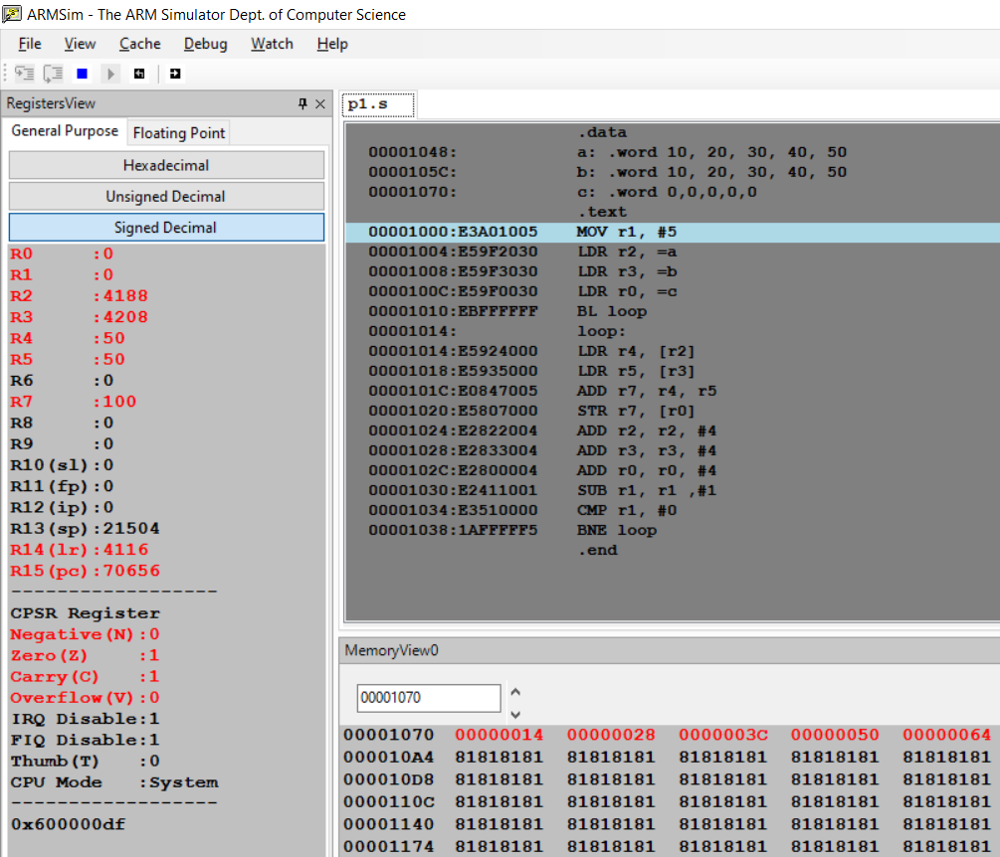 ARMSim - The ARM Simulator Dept. of Computer Science
File View Cache Debug Watch Help
RegistersView
General Purpose Floating Point
Hexadecimal
Unsigned Decimal
Signed Decimal
R0 :0
R1 :0
R2 :4188
R3 :4208
R4 :50
R5 :50
R6 :0
R7 :100
R8 :0
R9 :0
R10(sl):0
R11(fp):0
R12(ip):0
R13(sp):21504
R14(lr):4116
R15(pc):70656
------------------
CPSR Register
Negative(N):0
Zero(Z) :1
Carry(C) :1
Overflow(V):0
IRQ Disable:1
FIQ Disable:1
Thumb(T) :0
CPU Mode :System
------------------
0x600000df
p1.s
.data
00001048: a: .word 10, 20, 30, 40, 50
0000105C: b: .word 10, 20, 30, 40, 50
00001070: c: .word 0,0,0,0,0
.text
00001000:E3A01005 MOV r1, #5
00001004:E59F2030 LDR r2, =a
00001008:E59F3030 LDR r3, =b
0000100C:E59F0030 LDR r0, =c
00001010:EBFFFFFF BL loop
00001014: loop:
00001014:E5924000 LDR r4, [r2]
00001018:E5935000 LDR r5, [r3]
0000101C:E0847005 ADD r7, r4, r5
00001020:E5807000 STR r7, [r0]
00001024:E2822004 ADD r2, r2, #4
00001028:E2833004 ADD r3, r3, #4
0000102C:E2800004 ADD r0, r0, #4
00001030:E2411001 SUB r1, r1 ,#1
00001034:E3510000 CMP r1, #0
00001038:1AFFFFF5 BNE loop
.end
MemoryView0
00001070
00001070 00000014 00000028 0000003C 00000050 00000064
000010A4 81818181 81818181 81818181 81818181 81818181
000010D8 81818181 81818181 81818181 81818181 81818181
0000110C 81818181 81818181 81818181 81818181 81818181
00001140 81818181 81818181 81818181 81818181 81818181
00001174 81818181 81818181 81818181 81818181 81818181